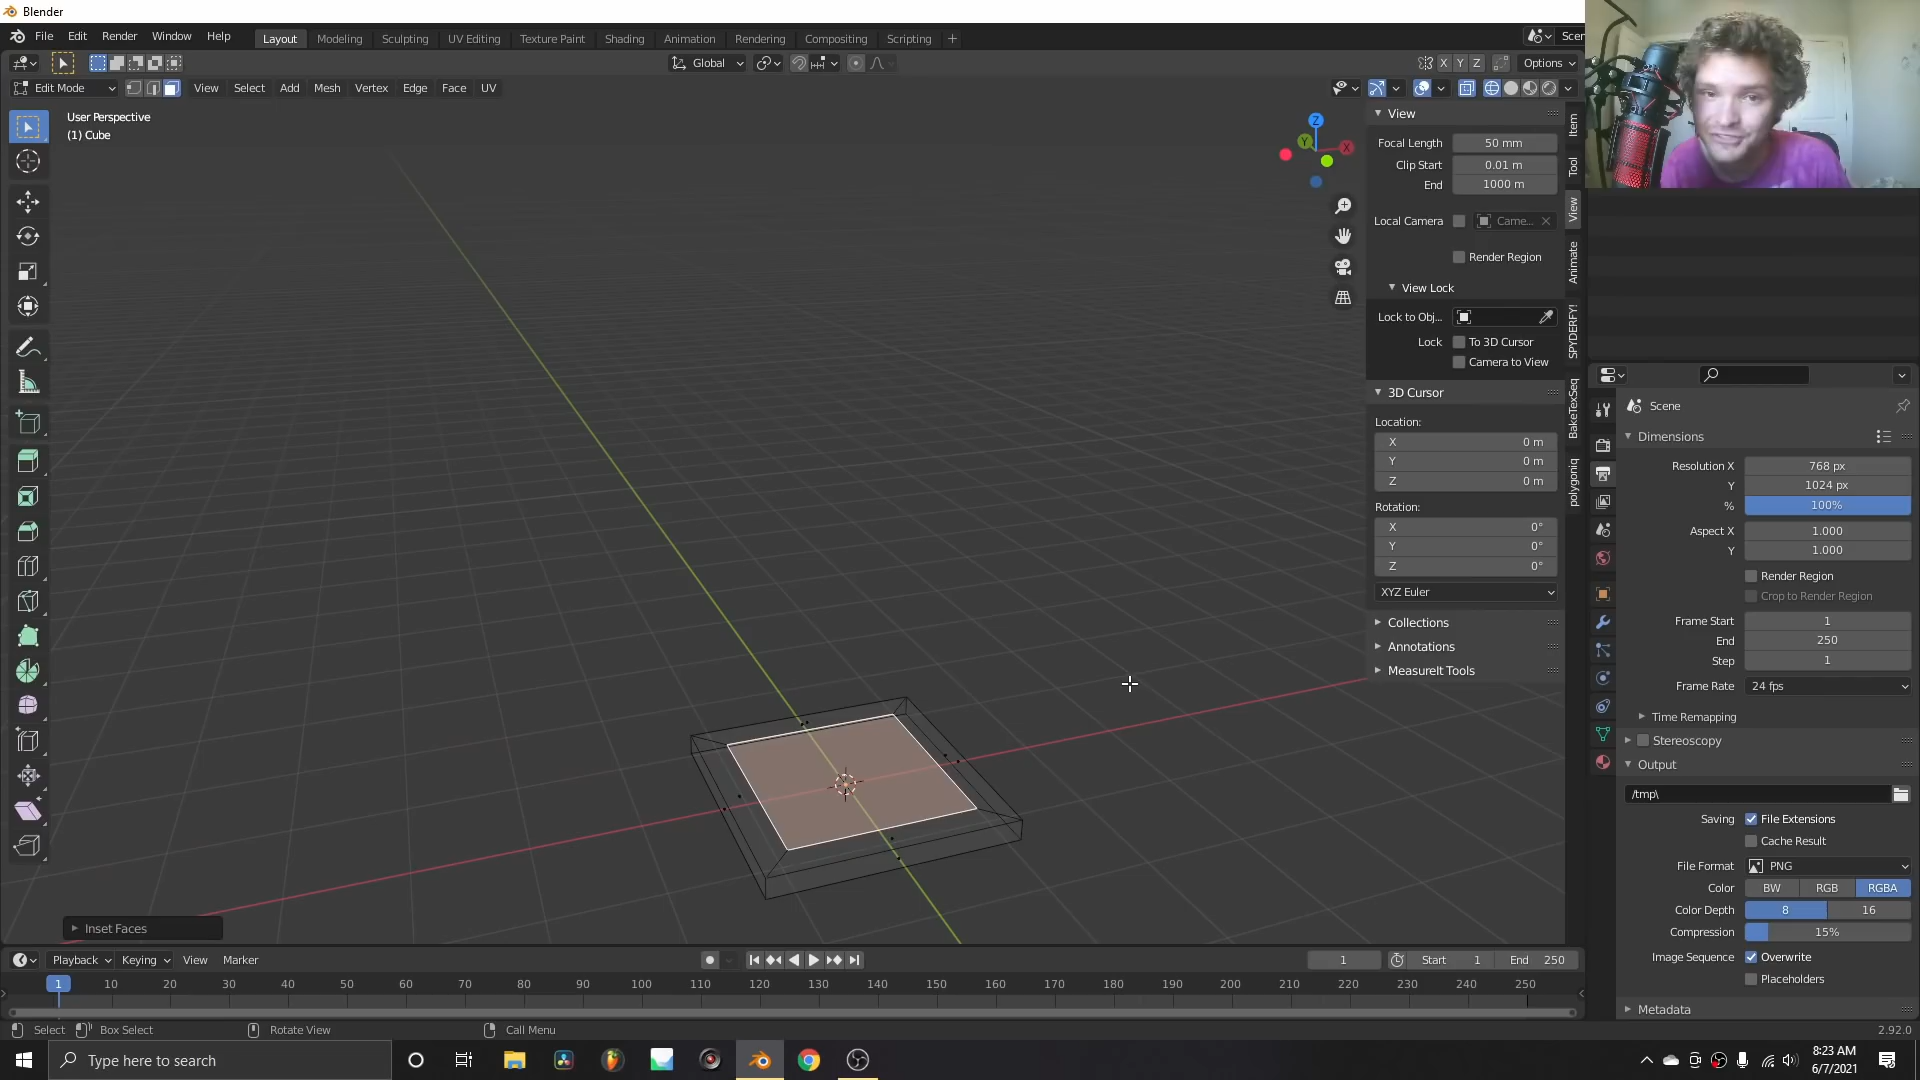 Blender
File Edit Render Window Help Layout Modeling Sculpting UV Editing Texture Paint Shading Animation Rendering Compositing Scripting + Scen
Global X Y Z Options
Edit Mode View Select Add Mesh Vertex Edge Face UV
User Perspective
(1) Cube
Z
Y
X
View
Focal Length 50 mm
Clip Start 0.01 m
End 1000 m
Local Camera Came...
Render Region
View Lock
Lock to Obj...
Lock To 3D Cursor
Camera to View
3D Cursor
Location:
X 0 m
Y 0 m
Z 0 m
Rotation:
X 0°
Y 0°
Z 0°
XYZ Euler
Collections
Annotations
MeasureIt Tools
Item
Tool
View
Animate
SPYDERFY!
BakeTexSeq
polygoniq
Scene
Dimensions
Resolution X 768 px
Y 1024 px
% 100%
Aspect X 1.000
Y 1.000
Render Region
Crop to Render Region
Frame Start 1
End 250
Step 1
Frame Rate 24 fps
Time Remapping
Stereoscopy
Output
/tmp\
Saving File Extensions
Cache Result
File Format PNG
Color BW RGB RGBA
Color Depth 8 16
Compression 15%
Image Sequence Overwrite
Placeholders
Metadata
Inset Faces
Playback Keying View Marker 1 Start 1 End 250
1 10 20 30 40 50 60 70 80 90 100 110 120 130 140 150 160 170 180 190 200 210 220 230 240 250
Select Box Select Rotate View Call Menu 2.92.0
Type here to search
8:23 AM
6/7/2021